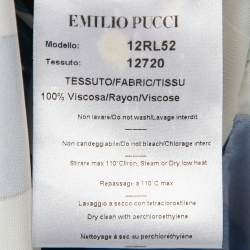 EMILIO PUCCI
Modello: 12RL52
Tessuto: 12720
TESSUTO/FABRIC/TISSU
100% Viscosa/Rayon/Viscose
Non lavare/Do not wash/Lavage interdit
Non candeggiabile/Do not bleach/Chlorage interdit
Stirare max 110°C/Iron, Steam or Dry, low heat
Repassage à 110°C max
Lavaggio a secco con tetracloroetilene
Dry clean with perchloroethylene
Nettoyage à sec au perchloroéthylène